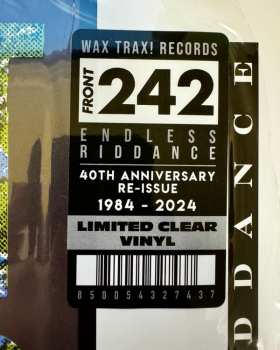 WAX TRAX! RECORDS
FRONT
242
ENDLESS
RIDDANCE
40TH ANNIVERSARY
RE-ISSUE
1984 - 2024
LIMITED CLEAR
VINYL
8500543274​37
DDANCE